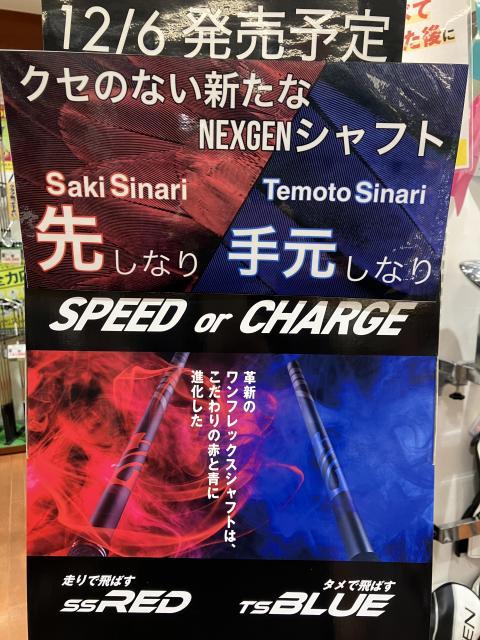 12/6 発売予定
クセのない新たな
NEXGENシャフト
Saki Sinari
先しなり
Temoto Sinari
手元しなり
SPEED or CHARGE
革新の
ワンフレックスシャフトは、
こだわりの赤と青に
進化した
走りで飛ばす
SSRED
タメで飛ばす
TSBLUE
て
た後に